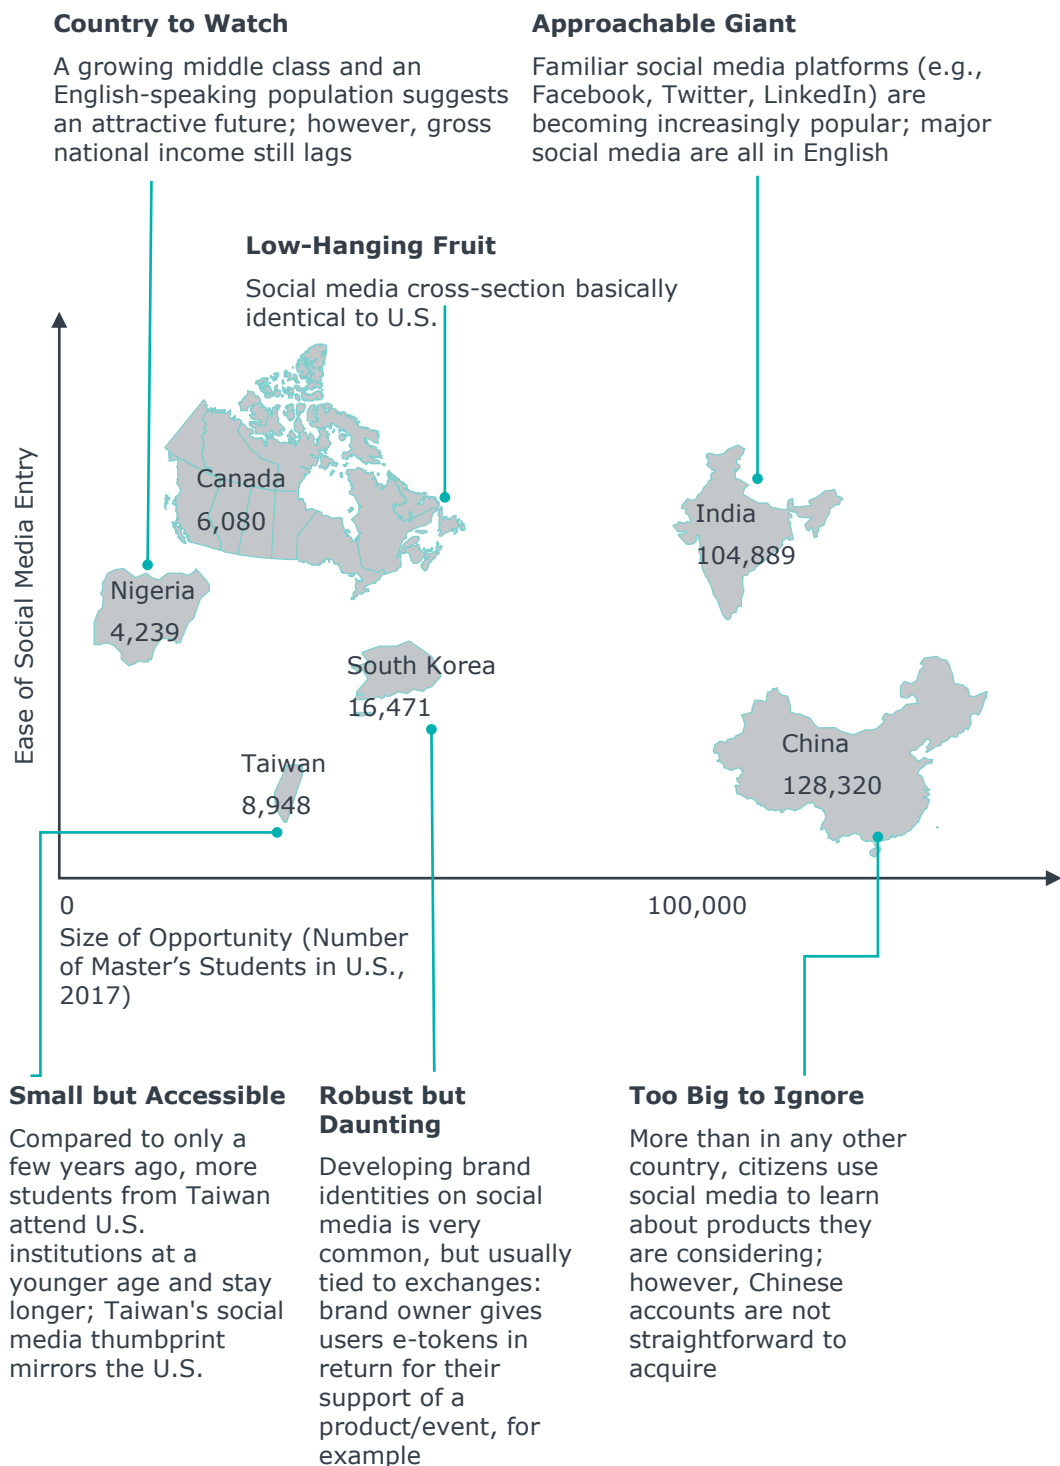 Country to Watch
A growing middle class and an
English-speaking population suggests
an attractive future; however, gross
national income still lags
Approachable Giant
Familiar social media platforms (e.g.,
Facebook, Twitter, LinkedIn) are
becoming increasingly popular; major
social media are all in English
Low-Hanging Fruit
Social media cross-section basically
identical to U.S.
Ease of Social Media Entry
Canada
6,080
India
104,889
Nigeria
4,239
South Korea
16,471
China
128,320
Taiwan
8,948
0
100,000
Size of Opportunity (Number
of Master’s Students in U.S.,
2017)
Small but Accessible
Compared to only a
few years ago, more
students from Taiwan
attend U.S.
institutions at a
younger age and stay
longer; Taiwan's social
media thumbprint
mirrors the U.S.
Robust but
Daunting
Developing brand
identities on social
media is very
common, but usually
tied to exchanges:
brand owner gives
users e-tokens in
return for their
support of a
product/event, for
example
Too Big to Ignore
More than in any other
country, citizens use
social media to learn
about products they
are considering;
however, Chinese
accounts are not
straightforward to
acquire